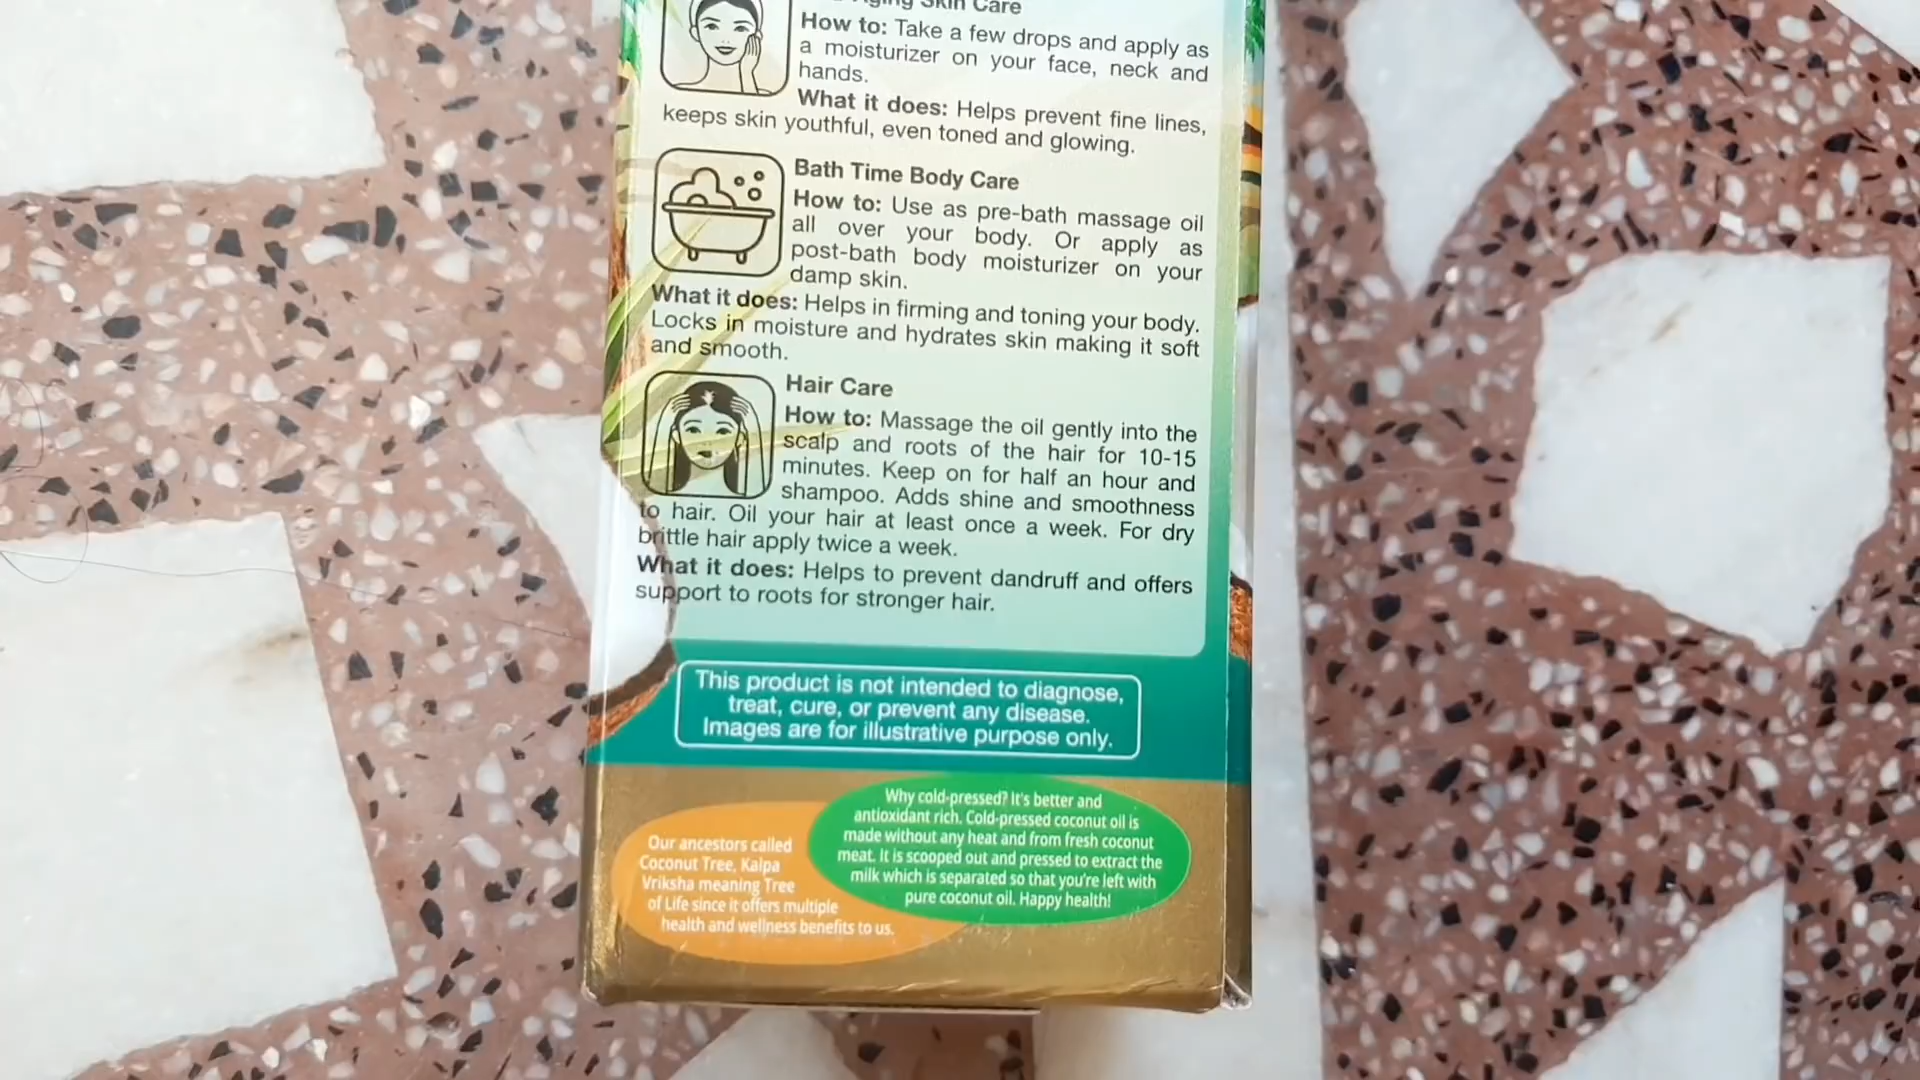 Aging Skin Care
How to: Take a few drops and apply as
a moisturizer on your face, neck and
hands.
What it does: Helps prevent fine lines,
keeps skin youthful, even toned and glowing.
Bath Time Body Care
How to: Use as pre-bath massage oil
all over your body. Or apply as
post-bath body moisturizer on your
damp skin.
What it does: Helps in firming and toning your body.
Locks in moisture and hydrates skin making it soft
and smooth.
Hair Care
How to: Massage the oil gently into the
scalp and roots of the hair for 10-15
minutes. Keep on for half an hour and
shampoo. Adds shine and smoothness
to hair. Oil your hair at least once a week. For dry
brittle hair apply twice a week.
What it does: Helps to prevent dandruff and offers
support to roots for stronger hair.
This product is not intended to diagnose,
treat, cure, or prevent any disease.
Images are for illustrative purpose only.
Our ancestors called
Coconut Tree, Kalpa
Vriksha meaning Tree
of Life since it offers multiple
health and wellness benefits to us.
Why cold-pressed? It's better and
antioxidant rich. Cold-pressed coconut oil is
made without any heat and from fresh coconut
meat. It is scooped out and pressed to extract the
milk which is separated so that you're left with
pure coconut oil. Happy health!